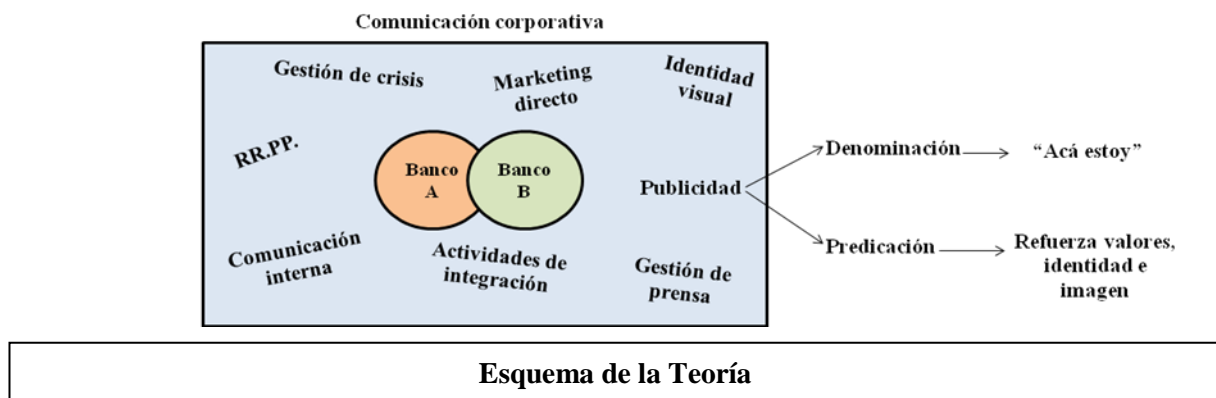 Comunicación corporativa
Gestión de crisis
Marketing
directo
Identidad
visual
RR.PP.
Banco
A
Banco
B
Publicidad
Denominación
“Acá estoy”
Predicación
Refuerza valores,
identidad e
imagen
Comunicación
interna
Actividades de
integración
Gestión de
prensa
Esquema de la Teoría